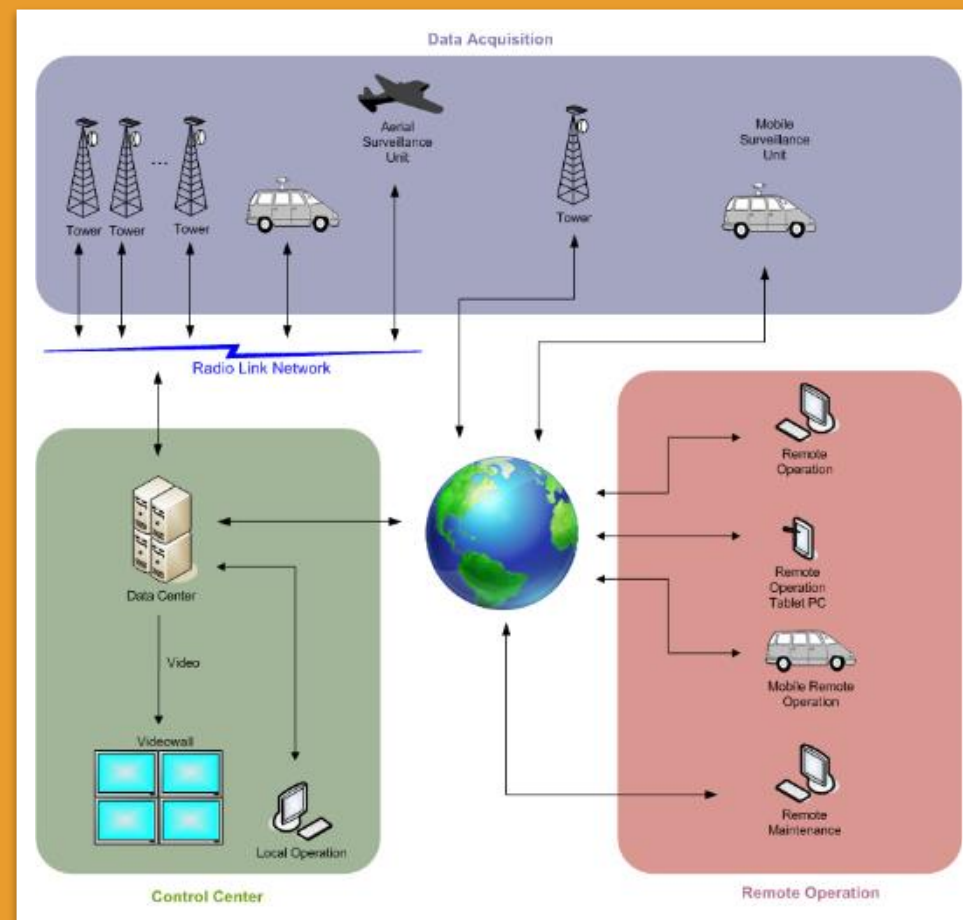 Data Acquisition
Aerial
Surveillance
Unit
Mobile
Surveillance
Unit
...
Tower Tower Tower
Tower
Radio Link Network
Remote
Operation
Data Center
Remote
Operation
Tablet PC
Video
Mobile Remote
Operation
Videowall
Local Operation
Remote
Maintenance
Control Center
Remote Operation